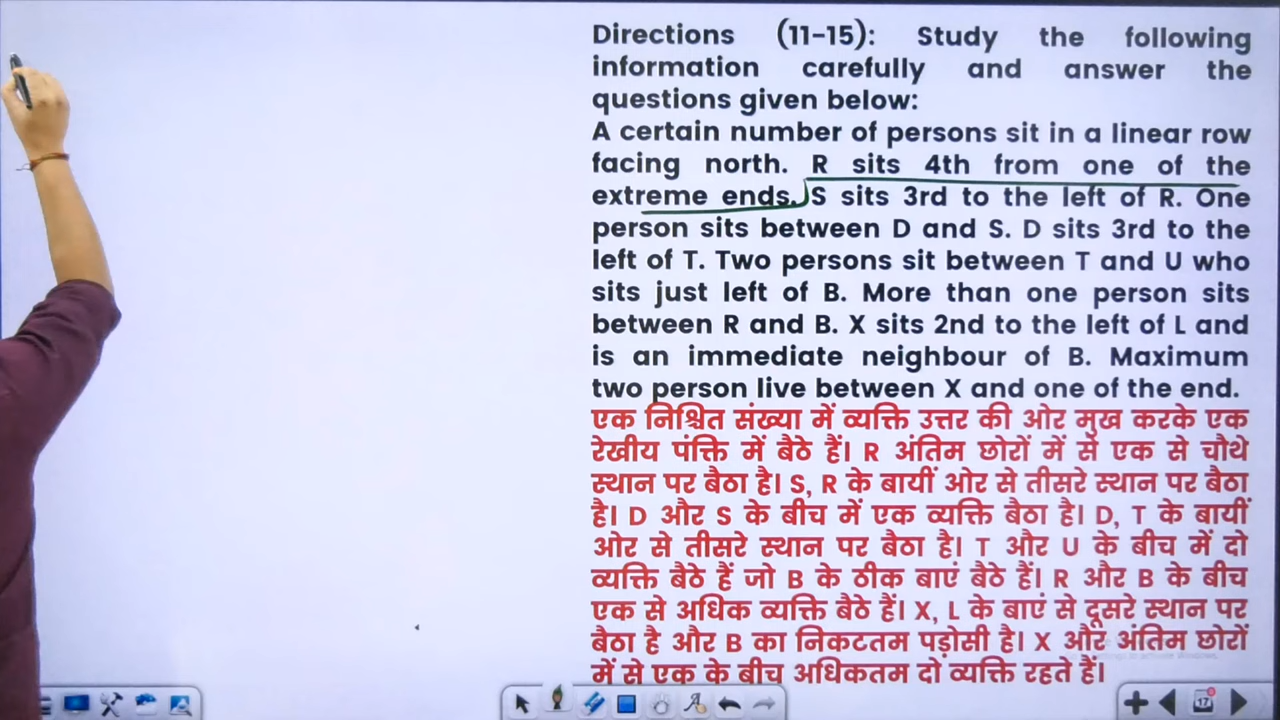 Directions (11-15): Study the following
information carefully and answer the
questions given below:
A certain number of persons sit in a linear row
facing north. R sits 4th from one of the
extreme ends. S sits 3rd to the left of R. One
person sits between D and S. D sits 3rd to the
left of T. Two persons sit between T and U who
sits just left of B. More than one person sits
between R and B. X sits 2nd to the left of L and
is an immediate neighbour of B. Maximum
two person live between X and one of the end.
एक निश्चित संख्या में व्यक्ति उत्तर की ओर मुख करके एक
रेखीय पंक्ति में बैठे हैं। R अंतिम छोरों में से एक से चौथे
स्थान पर बैठा है। S, R के बायीं ओर से तीसरे स्थान पर बैठा
है। D और S के बीच में एक व्यक्ति बैठा है। D, T के बायीं
ओर से तीसरे स्थान पर बैठा है। T और U के बीच में दो
व्यक्ति बैठे हैं जो B के ठीक बाएं बैठे हैं। R और B के बीच
एक से अधिक व्यक्ति बैठे हैं। X, L के बाएं से दूसरे स्थान पर
बैठा है और B का निकटतम पड़ोसी है। X और अंतिम छोरों
में से एक के बीच अधिकतम दो व्यक्ति रहते हैं।
17